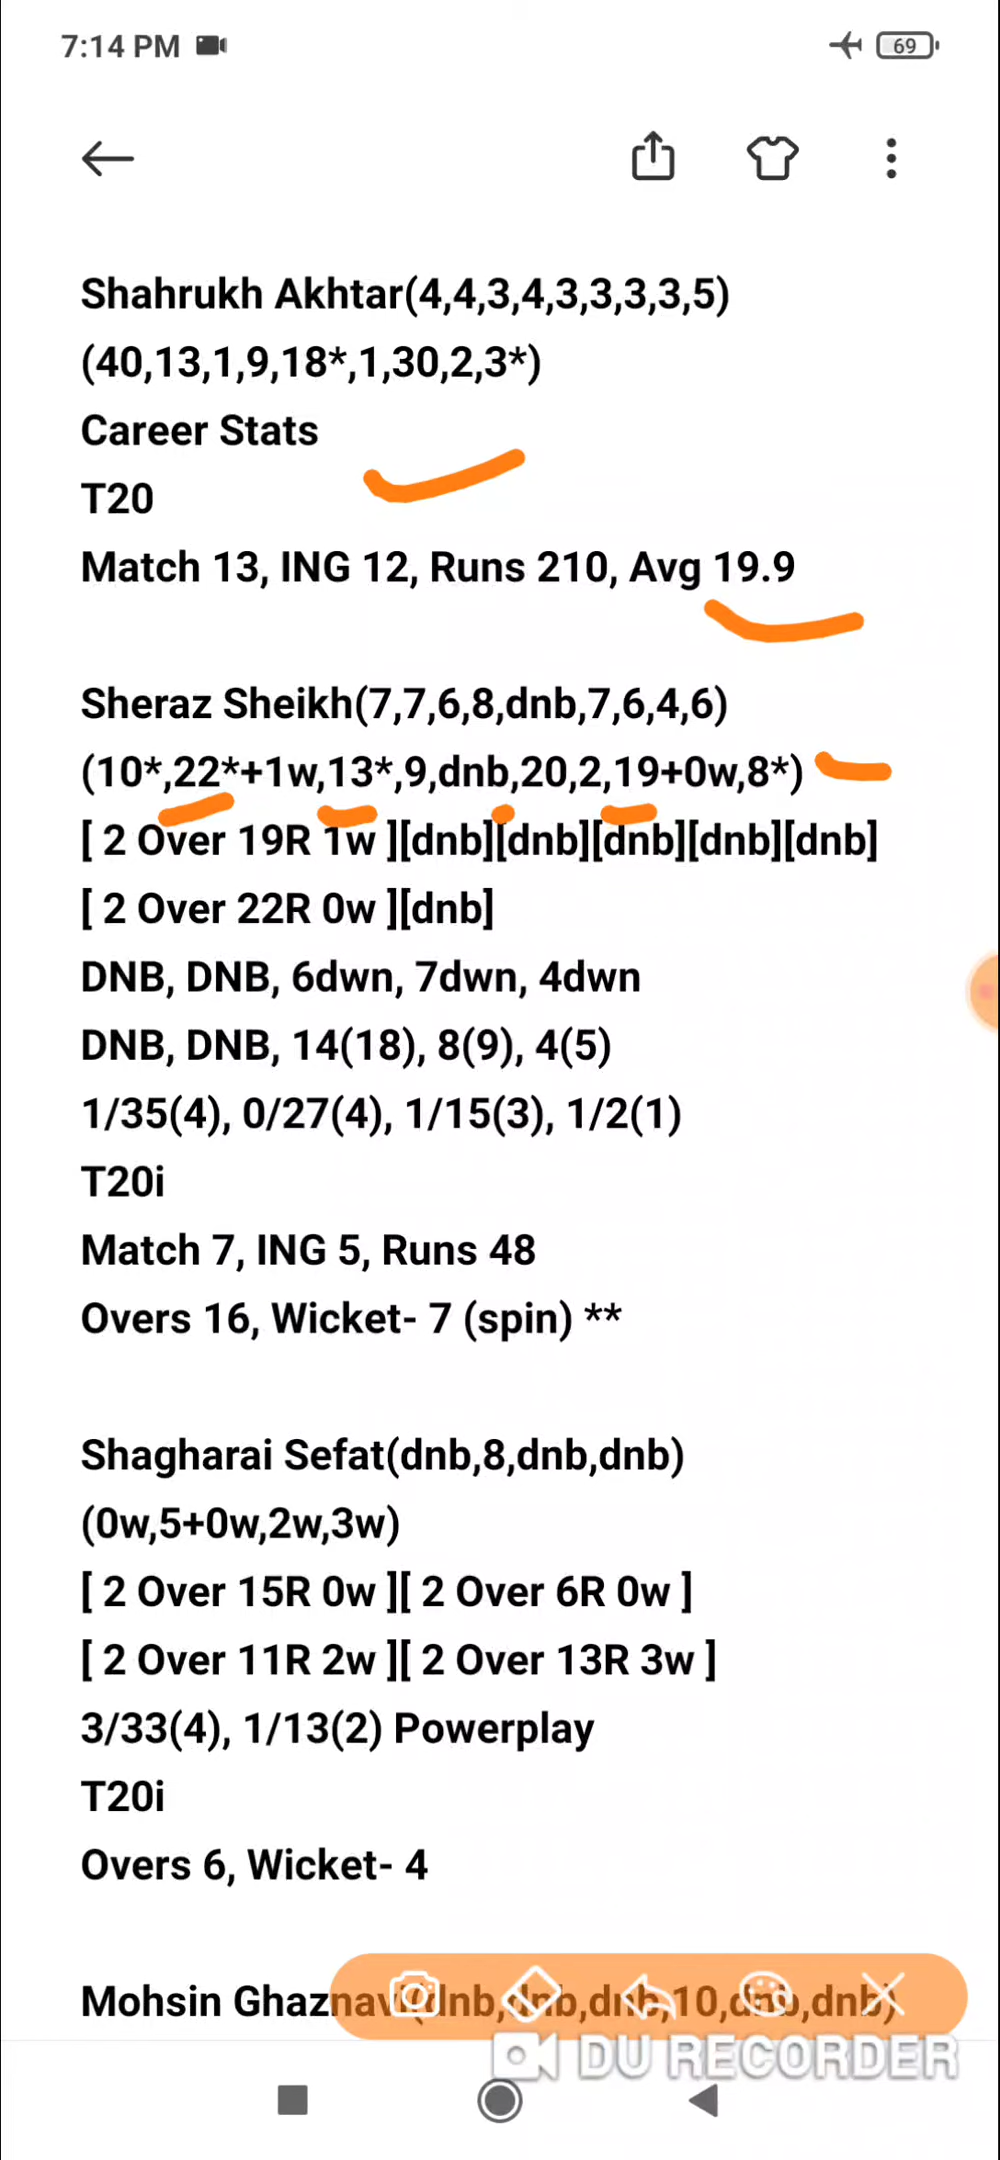 7:14 PM
69
Shahrukh Akhtar(4,4,3,4,3,3,3,3,5)
(40,13,1,9,18*,1,30,2,3*)
Career Stats
T20
Match 13, ING 12, Runs 210, Avg 19.9
Sheraz Sheikh(7,7,6,8,dnb,7,6,4,6)
(10*,22*+1w,13*,9,dnb,20,2,19+0w,8*)
[ 2 Over 19R 1w ][dnb][dnb][dnb][dnb][dnb]
[ 2 Over 22R 0w ][dnb]
DNB, DNB, 6dwn, 7dwn, 4dwn
DNB, DNB, 14(18), 8(9), 4(5)
1/35(4), 0/27(4), 1/15(3), 1/2(1)
T20i
Match 7, ING 5, Runs 48
Overs 16, Wicket- 7 (spin) **
Shagharai Sefat(dnb,8,dnb,dnb)
(0w,5+0w,2w,3w)
[ 2 Over 15R 0w ][ 2 Over 6R 0w ]
[ 2 Over 11R 2w ][ 2 Over 13R 3w ]
3/33(4), 1/13(2) Powerplay
T20i
Overs 6, Wicket- 4
Mohsin Ghaznavi(dnb,dnb,dnb,10,dnb,dnb)
DU RECORDER